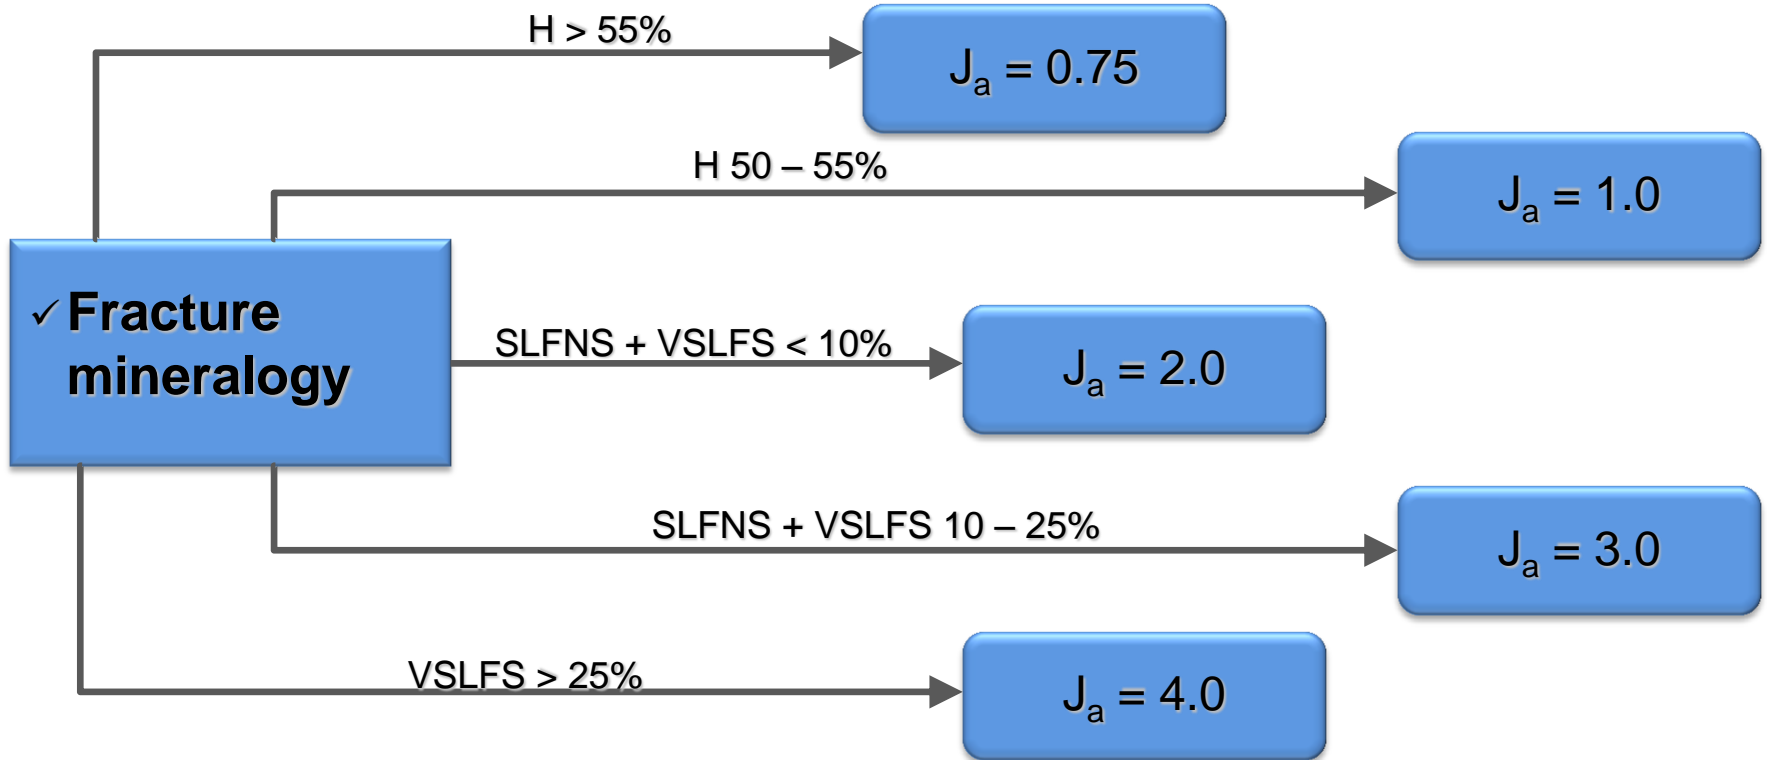 H > 55%
Jₐ = 0.75
H 50 – 55%
Jₐ = 1.0
✓ Fracture
mineralogy
SLFNS + VSLFS < 10%
Jₐ = 2.0
SLFNS + VSLFS 10 – 25%
Jₐ = 3.0
VSLFS > 25%
Jₐ = 4.0